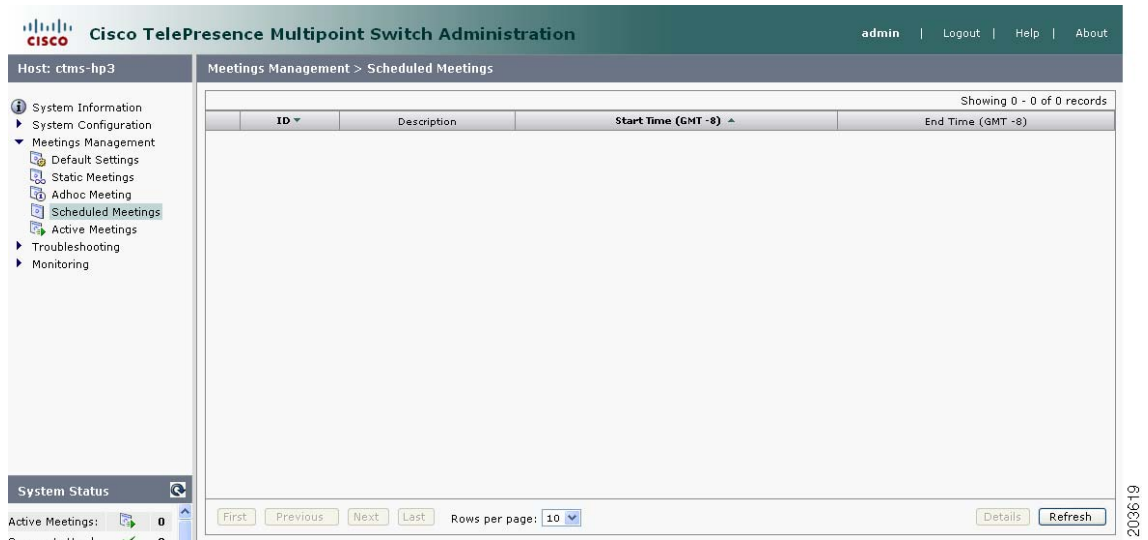 CISCO
Cisco TelePresence Multipoint Switch Administration
admin | Logout | Help | About
Host: ctms-hp3
Meetings Management > Scheduled Meetings
System Information
System Configuration
Meetings Management
Default Settings
Static Meetings
Adhoc Meeting
Scheduled Meetings
Active Meetings
Troubleshooting
Monitoring
Showing 0 - 0 of 0 records
ID Description Start Time (GMT -8) End Time (GMT -8)
System Status
Active Meetings: 0
First Previous Next Last Rows per page: 10 Details Refresh
203619